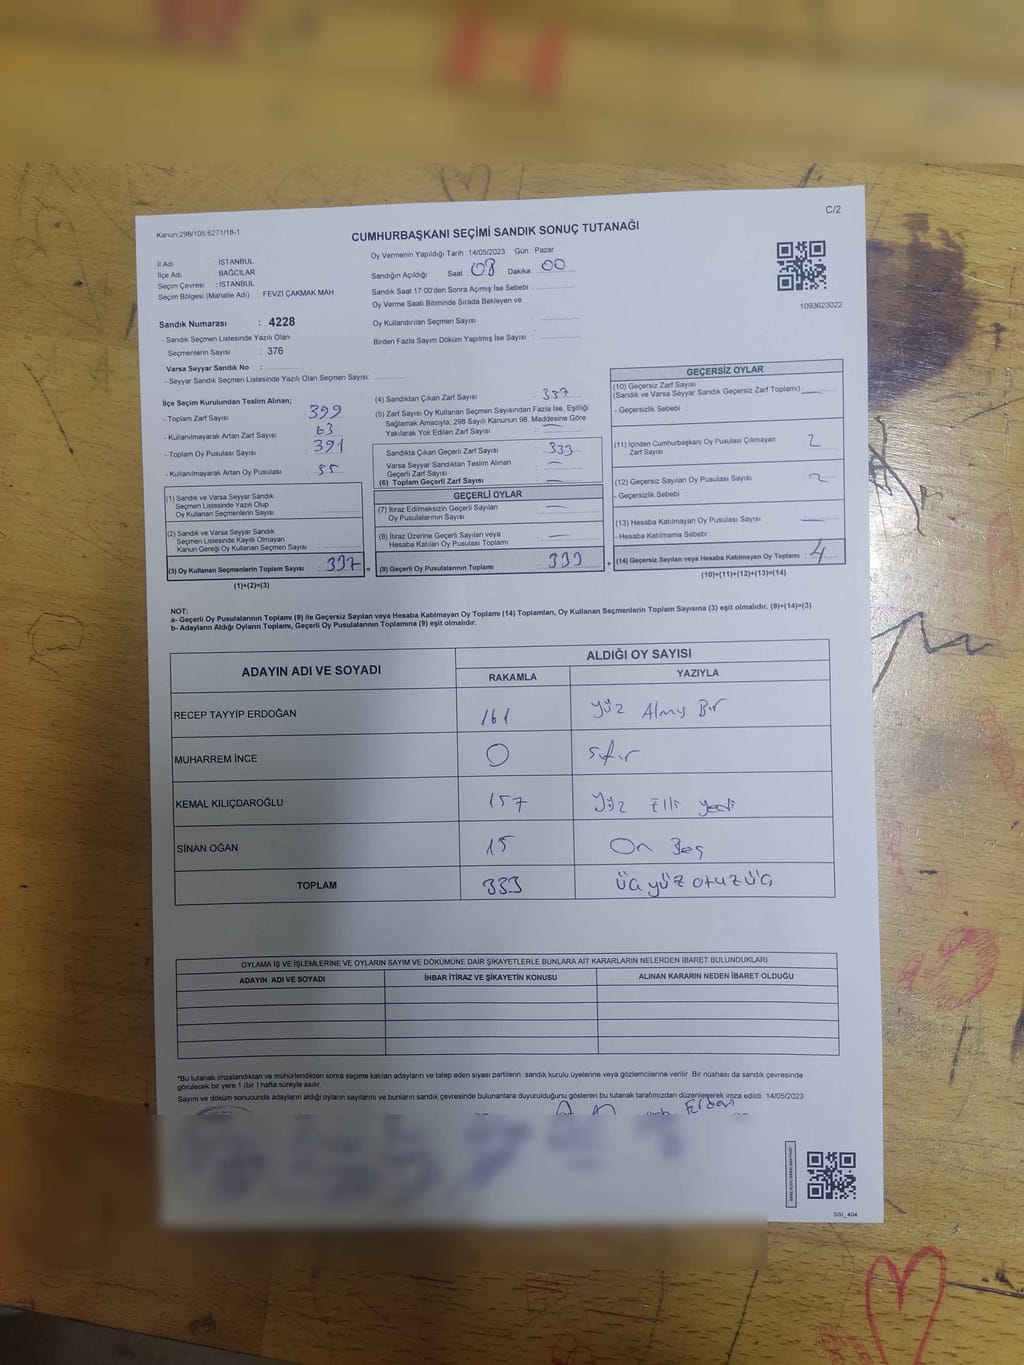 C/2
Kanun:298/105,6271/18-1
CUMHURBAŞKANI SEÇİMİ SANDIK SONUÇ TUTANAĞI
İl Adı : İSTANBUL
İlçe Adı : BAĞCILAR
Seçim Çevresi : İSTANBUL
Seçim Bölgesi (Mahalle Adı) : FEVZİ ÇAKMAK MAH.
Sandık Numarası : 4228
- Sandık Seçmen Listesinde Yazılı Olan
Seçmenlerin Sayısı : 376
Varsa Seyyar Sandık No :
- Seyyar Sandık Seçmen Listesinde Yazılı Olan Seçmen Sayısı:
Oy Vermenin Yapıldığı Tarih : 14/05/2023 Gün : Pazar
Sandığın Açıldığı Saat : 08 Dakika : 00
Sandık Saat 17:00'den Sonra Açımış İse Sebebi :
Oy Verme Saati Bitiminde Sırada Bekleyen ve
Oy Kullandırılan Seçmen Sayısı :
Birden Fazla Sayım Döküm Yapılmış İse Sayısı :
1093623022
İlçe Seçim Kurulundan Teslim Alınan;
- Toplam Zarf Sayısı : 399
- Kullanılmayarak Artan Zarf Sayısı : 63
- Toplam Oy Pusulası Sayısı : 391
- Kullanılmayarak Artan Oy Pusulası : 55
(1) Sandık ve Varsa Seyyar Sandık
Seçmen Listesinde Yazılı Olup
Oy Kullanan Seçmenlerin Sayısı :
(2) Sandık ve Varsa Seyyar Sandık
Seçmen Listesinde Kayıtlı Olmayan
Kanun Gereği Oy Kullanan Seçmen Sayısı :
(3) Oy Kullanan Seçmenlerin Toplam Sayısı : 337 =
(1)+(2)=(3)
(4) Sandıktan Çıkan Zarf Sayısı : 337
(5) Zarf Sayısı Oy Kullanan Seçmen Sayısından Fazla İse, Eşitliği
Sağlamak Amacıyla; 298 Sayılı Kanunun 98. Maddesine Göre
Yakılarak Yok Edilen Zarf Sayısı : —
Sandıkta Çıkan Geçerli Zarf Sayısı : 333
Varsa Seyyar Sandıktan Teslim Alınan
Geçerli Zarf Sayısı : —
(6) Toplam Geçerli Zarf Sayısı : —
GEÇERLİ OYLAR
(7) İtiraz Edilmeksizin Geçerli Sayılan
Oy Pusulalarının Sayısı : —
(8) İtiraz Üzerine Geçerli Sayılan veya
Hesaba Katılan Oy Pusulası Toplamı : —
(9) Geçerli Oy Pusulalarının Toplamı : 333 +
GEÇERSİZ OYLAR
(10) Geçersiz Zarf Sayısı
(Sandık ve Varsa Seyyar Sandık Geçersiz Zarf Toplamı) : —
- Geçersizlik Sebebi :
(11) İçinden Cumhurbaşkanı Oy Pusulası Çıkmayan
Zarf Sayısı : 2
(12) Geçersiz Sayılan Oy Pusulası Sayısı : 2
- Geçersizlik Sebebi :
(13) Hesaba Katılmayan Oy Pusulası Sayısı : —
- Hesaba Katılmama Sebebi :
(14) Geçersiz Sayılan veya Hesaba Katılmayan Oy Toplamı : 4
(10)+(11)+(12)+(13)=(14)
NOT:
a- Geçerli Oy Pusulalarının Toplamı (9) ile Geçersiz Sayılan veya Hesaba Katılmayan Oy Toplamı (14) Toplamları, Oy Kullanan Seçmenlerin Toplam Sayısına (3) eşit olmalıdır. (9)+(14)=(3)
b- Adayların Aldığı Oyların Toplamı, Geçerli Oy Pusulalarının Toplamına (9) eşit olmalıdır.
ADAYIN ADI VE SOYADI
ALDIĞI OY SAYISI
RAKAMLA YAZIYLA
RECEP TAYYİP ERDOĞAN 161 Yüz Almış Bir
MUHARREM İNCE 0 Sıfır
KEMAL KILIÇDAROĞLU 157 Yüz Elli yedi
SİNAN OĞAN 15 On Beş
TOPLAM 333 üç yüz otuz üç
OYLAMA İŞ VE İŞLEMLERİNE VE OYLARIN SAYIM VE DÖKÜMÜNE DAİR ŞİKAYETLERLE BUNLARA AİT KARARLARIN NELERDEN İBARET BULUNDUKLARI
ADAYIN ADI VE SOYADI İHBAR İTİRAZ VE ŞİKAYETİN KONUSU ALINAN KARARIN NEDEN İBARET OLDUĞU
*Bu tutanak imzalandıktan ve mühürlendikten sonra seçime katılan adayların ve talep eden siyasi partilerin sandık kurulu üyelerine veya gözlemcilerine verilir. Bir nüshası da sandık çevresinde
görülecek bir yere 1 (bir ) hafta süreyle asılır.
Sayım ve döküm sonucunda adayların aldığı oyların sayılarını ve bunların sandık çevresinde bulunanlara duyurulduğunu gösteren bu tutanak tarafımızdan düzenlenerek imza edildi. 14/05/2023
SSI_404